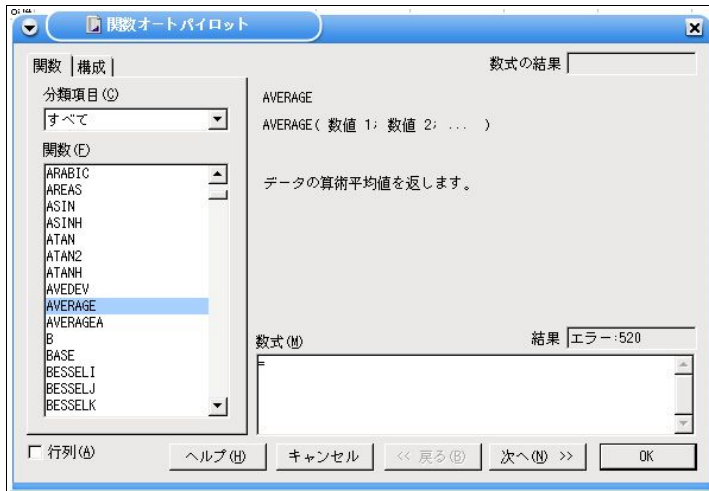 関数オートパイロット
関数
構成
数式の結果
分類項目(C)
すべて
関数(F)
ARABIC
AREAS
ASIN
ASINH
ATAN
ATAN2
ATANH
AVEDEV
AVERAGE
AVERAGEA
B
BASE
BESSELI
BESSELJ
BESSELK
AVERAGE
AVERAGE( 数値 1; 数値 2; ... )
データの算術平均値を返します。
数式(M)
結果 エラー:520
=
行列(A)
ヘルプ(H)
キャンセル
<< 戻る(B)
次へ(N) >>
OK